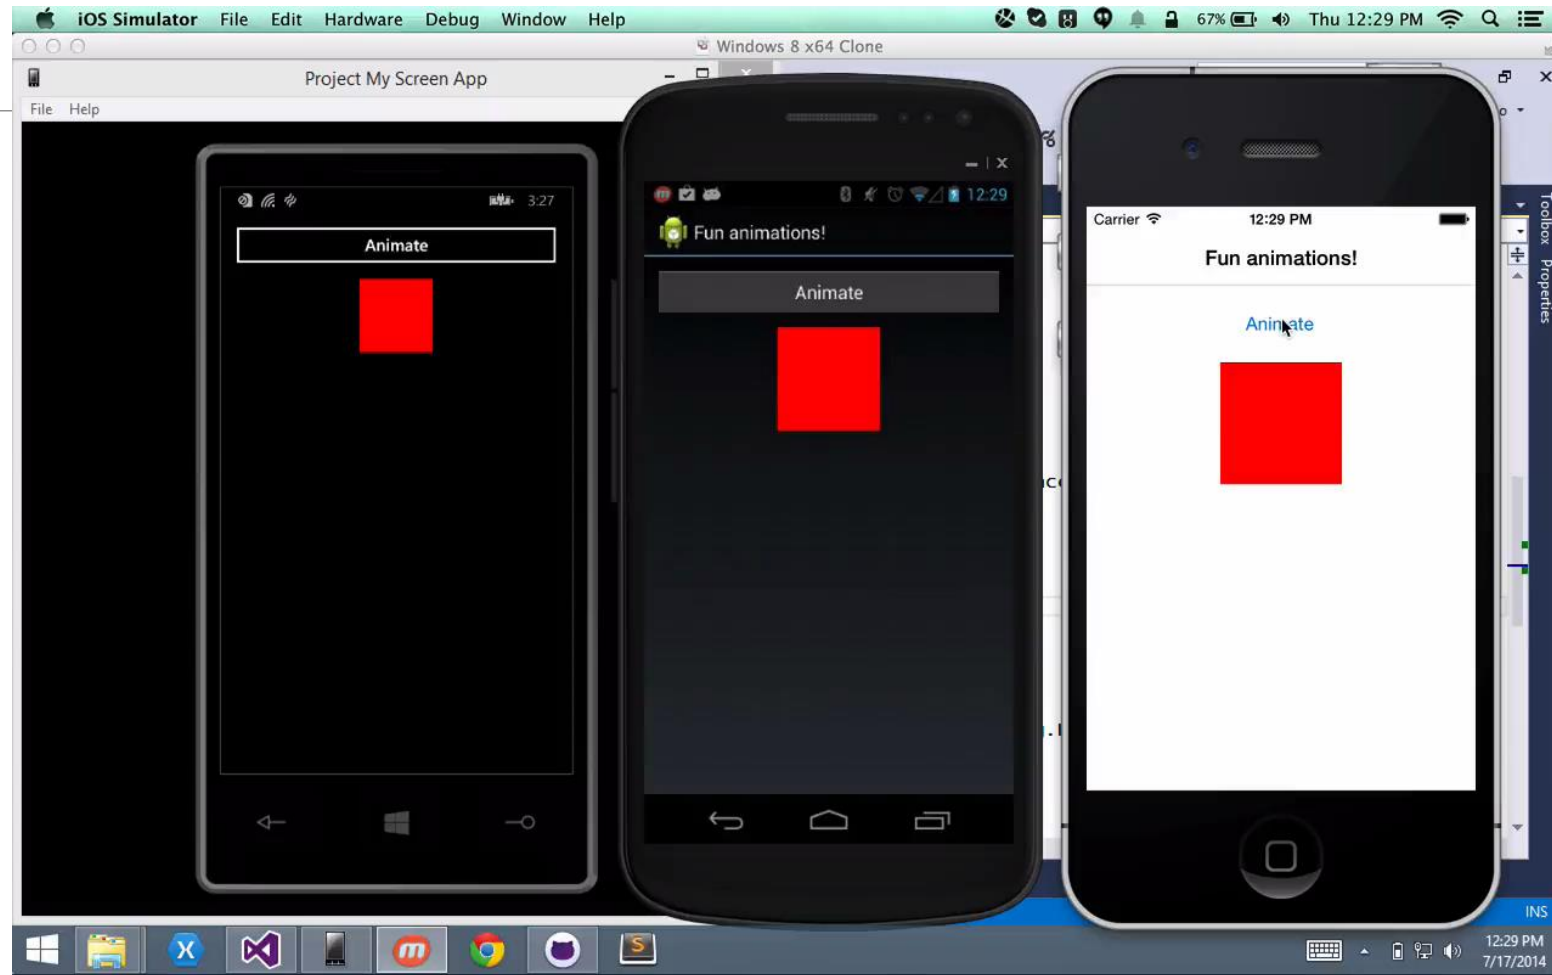 iOS Simulator File Edit Hardware Debug Window Help 67% Thu 12:29 PM
Windows 8 x64 Clone
Project My Screen App
File Help
3:27
Animate
12:29
Fun animations!
Animate
Carrier 12:29 PM
Fun animations!
Animate
Toolbox
Properties
INS
12:29 PM
7/17/2014